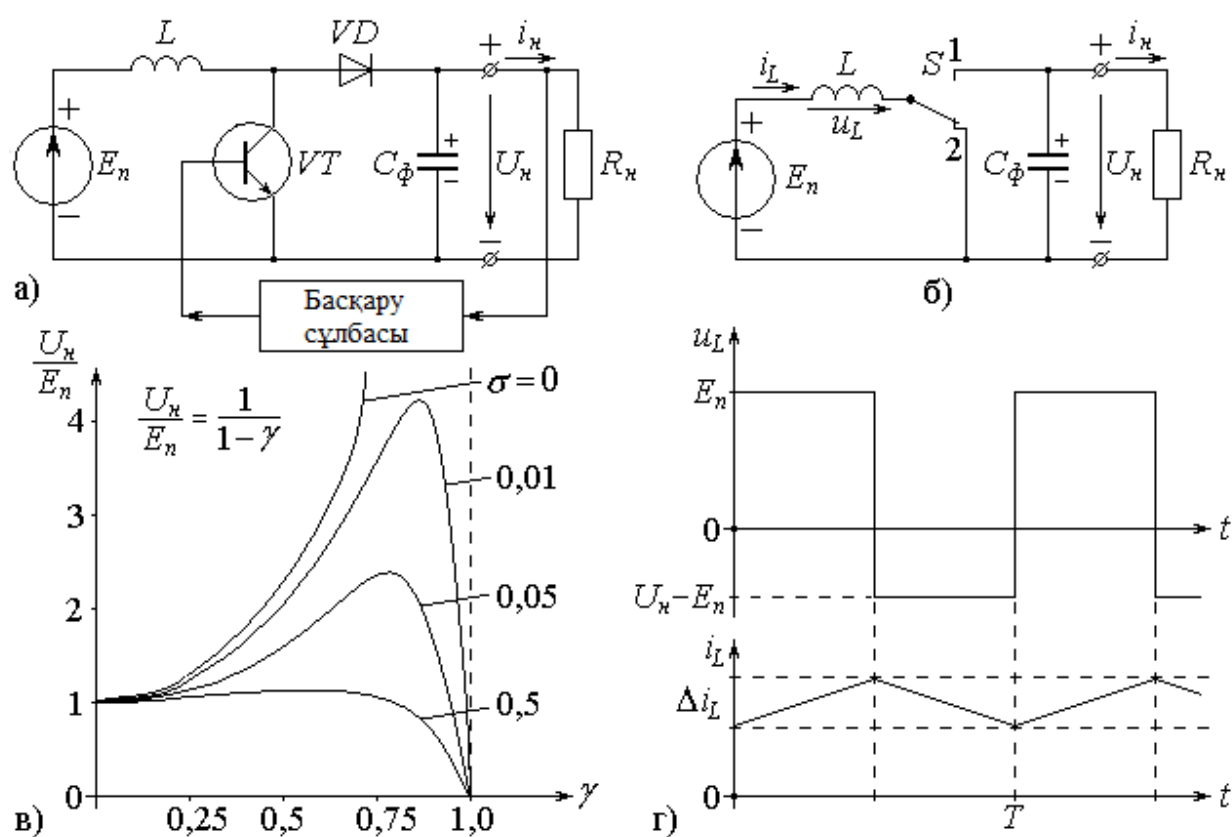 L
VD
+
iн
+
Eп
−
VT
Cф
+
−
Uн
Rн
−
а)
Басқару
сұлбасы
iL
L
uL
S
1
2
+
Eп
−
Cф
+
−
+
iн
Uн
Rн
−
б)
Uн/Eп
Uн/Eп = 1/(1−γ)
σ=0
0,01
0,05
0,5
4
3
2
1
0
0,25 0,5 0,75 1,0 γ
в)
uL
Eп
0
t
Uн−Eп
iL
ΔiL
0
T
t
г)